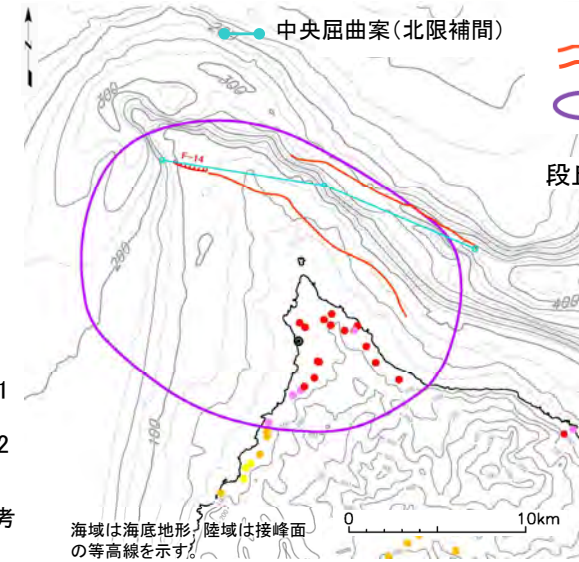 中央屈曲案(北限補間)
300
300
F-14
段
200
400
100
1
2
考
海域は海底地形,陸域は接峰面
の等高線を示す。
0 10km